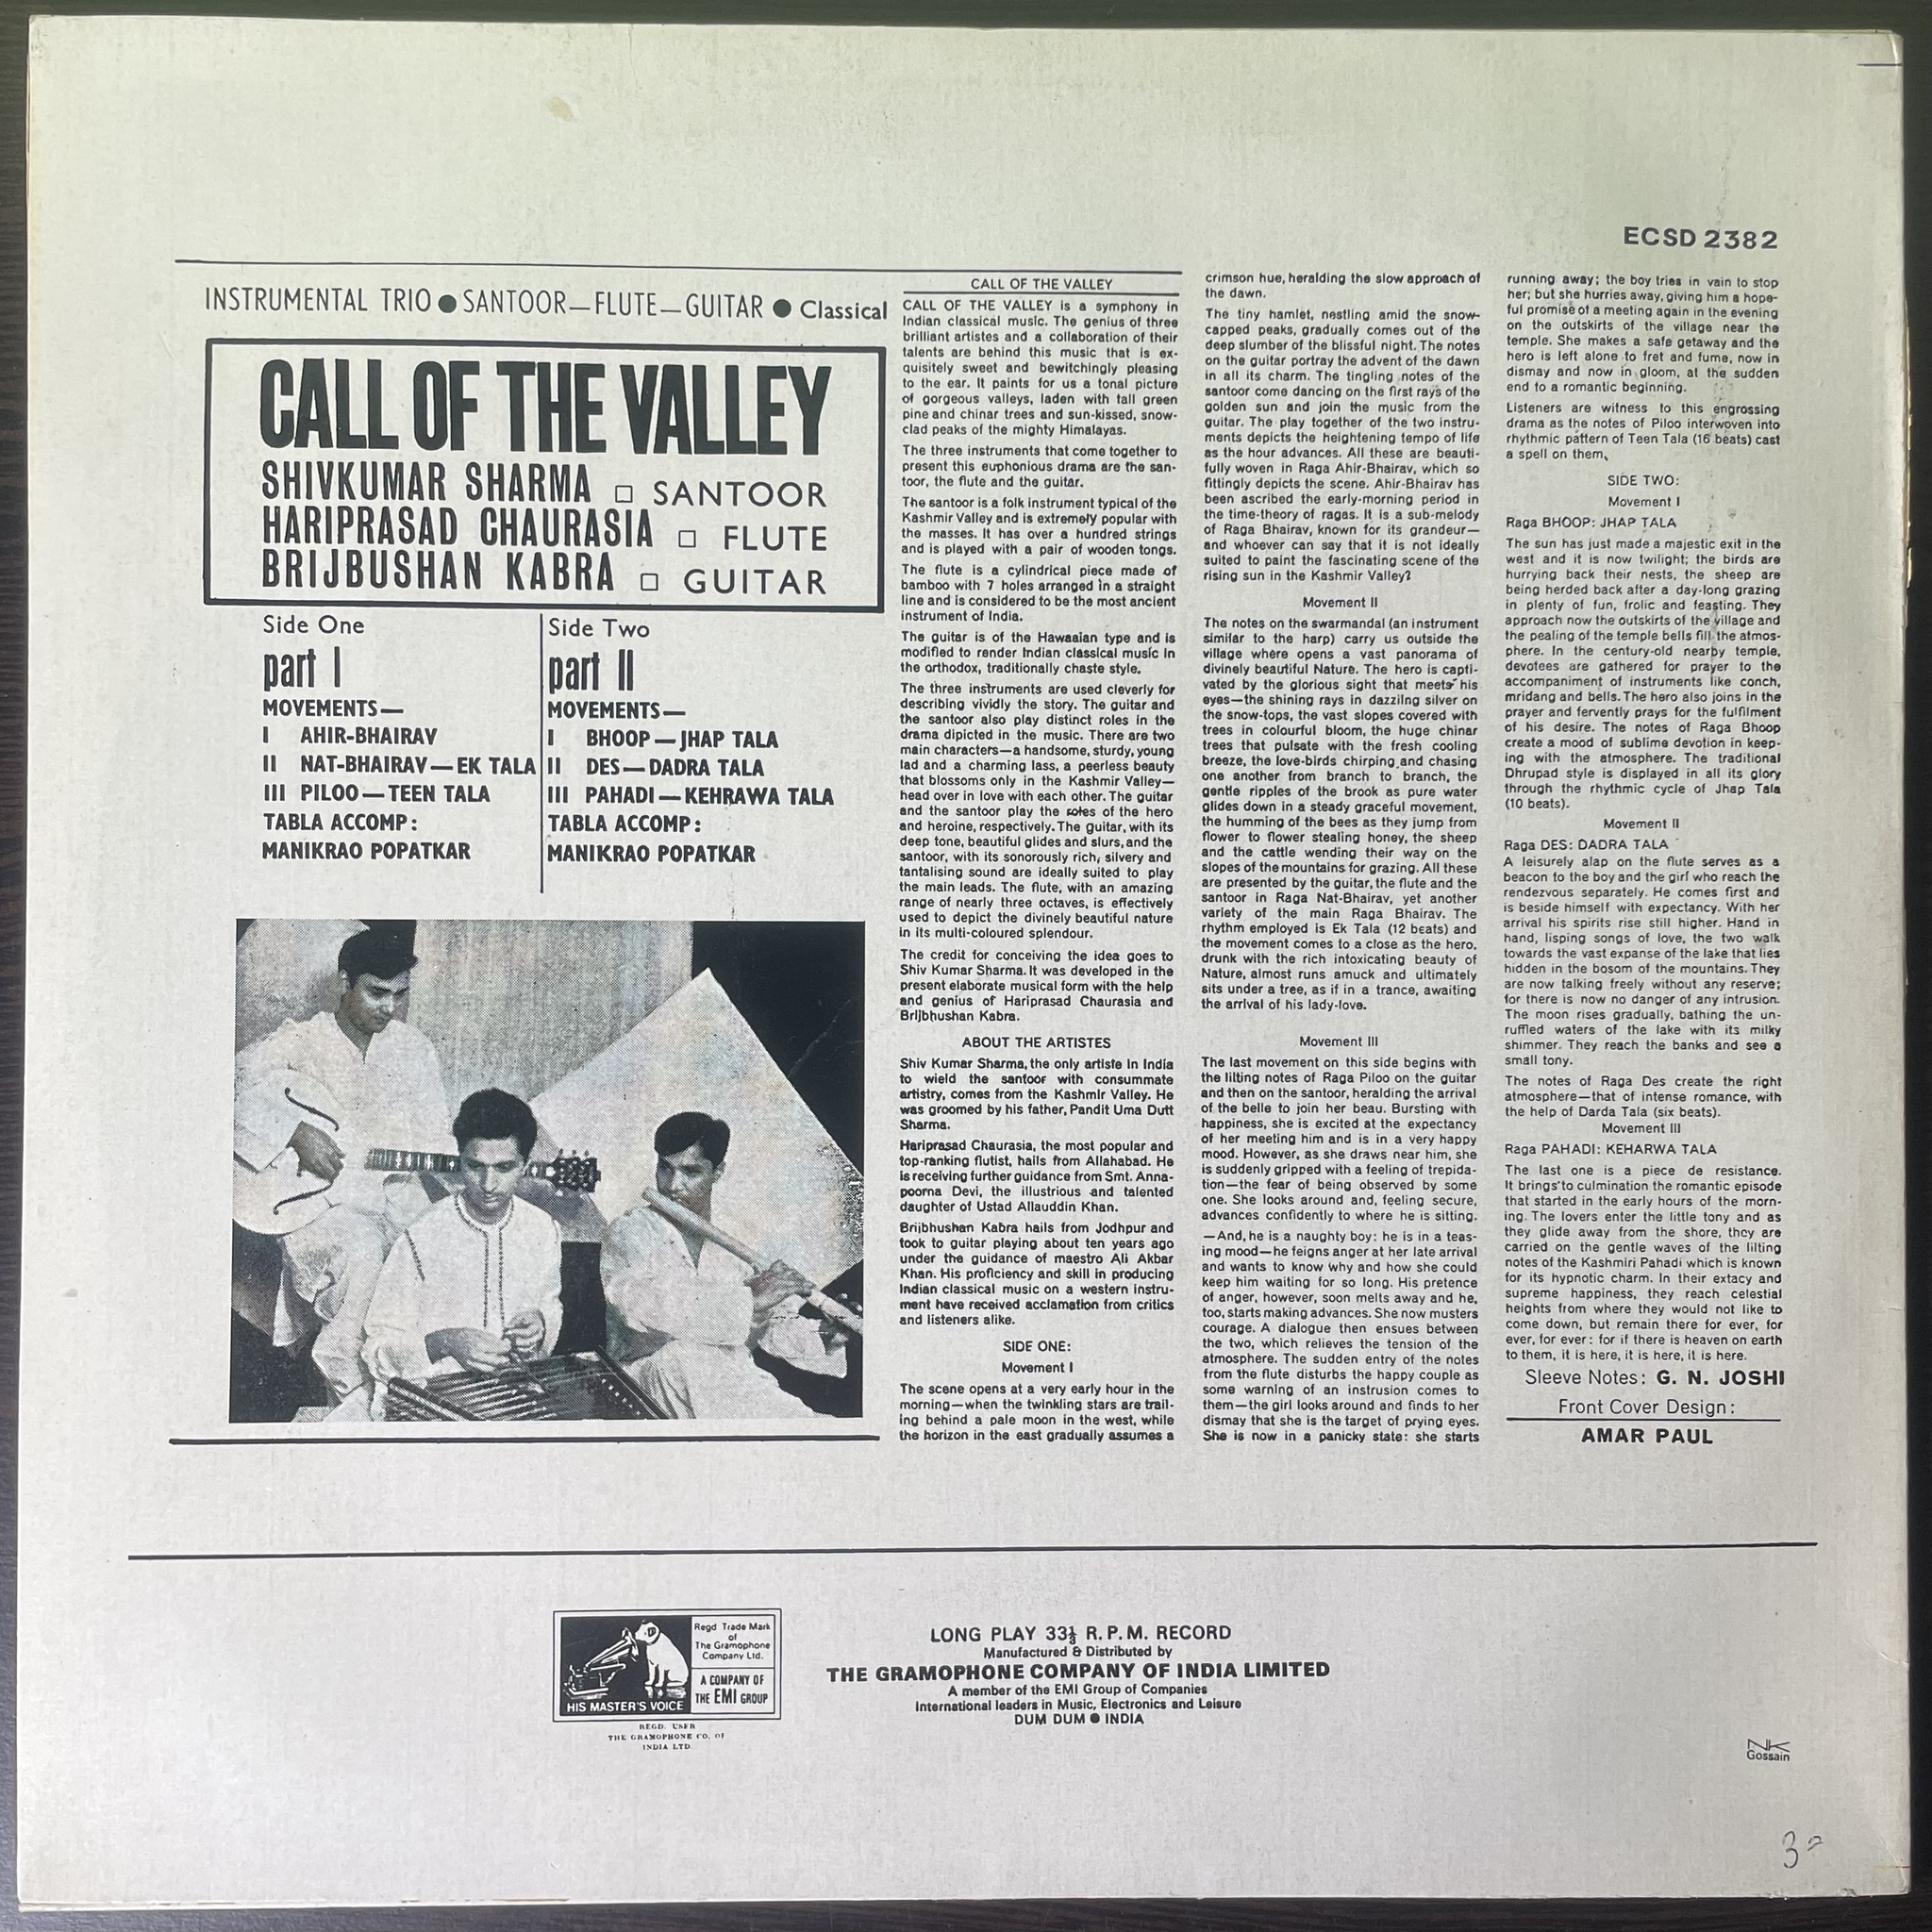 ECSD 2382
INSTRUMENTAL TRIO ● SANTOOR—FLUTE—GUITAR ● Classical
CALL OF THE VALLEY
SHIVKUMAR SHARMA □ SANTOOR
HARIPRASAD CHAURASIA □ FLUTE
BRIJBUSHAN KABRA □ GUITAR
Side One
part I
MOVEMENTS—
I AHIR-BHAIRAV
II NAT-BHAIRAV—EK TALA
III PILOO—TEEN TALA
TABLA ACCOMP:
MANIKRAO POPATKAR
Side Two
part II
MOVEMENTS—
I BHOOP—JHAP TALA
II DES—DADRA TALA
III PAHADI—KEHRAWA TALA
TABLA ACCOMP:
MANIKRAO POPATKAR
CALL OF THE VALLEY
CALL OF THE VALLEY is a symphony in
Indian classical music. The genius of three
brilliant artistes and a collaboration of their
talents are behind this music that is ex-
quisitely sweet and bewitchingly pleasing
to the ear. It paints for us a tonal picture
of gorgeous valleys, laden with tall green
pine and chinar trees and sun-kissed, snow-
clad peaks of the mighty Himalayas.
The three instruments that come together to
present this euphonious drama are the san-
toor, the flute and the guitar.
The santoor is a folk instrument typical of the
Kashmir Valley and is extremely popular with
the masses. It has over a hundred strings
and is played with a pair of wooden tongs.
The flute is a cylindrical piece made of
bamboo with 7 holes arranged in a straight
line and is considered to be the most ancient
instrument of India.
The guitar is of the Hawaaian type and is
modified to render Indian classical music in
the orthodox, traditionally chaste style.
The three instruments are used cleverly for
describing vividly the story. The guitar and
the santoor also play distinct roles in the
drama dipicted in the music. There are two
main characters—a handsome, sturdy, young
lad and a charming lass, a peerless beauty
that blossoms only in the Kashmir Valley—
head over in love with each other. The guitar
and the santoor play the roles of the hero
and heroine, respectively. The guitar, with its
deep tone, beautiful glides and slurs, and the
santoor, with its sonorously rich, silvery and
tantalising sound are ideally suited to play
the main leads. The flute, with an amazing
range of nearly three octaves, is effectively
used to depict the divinely beautiful nature
in its multi-coloured splendour.
The credit for conceiving the idea goes to
Shiv Kumar Sharma. It was developed in the
present elaborate musical form with the help
and genius of Hariprasad Chaurasia and
Brijbhushan Kabra.
ABOUT THE ARTISTES
Shiv Kumar Sharma, the only artiste in India
to wield the santoor with consummate
artistry, comes from the Kashmir Valley. He
was groomed by his father, Pandit Uma Dutt
Sharma.
Hariprasad Chaurasia, the most popular and
top-ranking flutist, hails from Allahabad. He
is receiving further guidance from Smt. Anna-
poorna Devi, the illustrious and talented
daughter of Ustad Allauddin Khan.
Brijbhushan Kabra hails from Jodhpur and
took to guitar playing about ten years ago
under the guidance of maestro Ali Akbar
Khan. His proficiency and skill in producing
Indian classical music on a western instru-
ment have received acclamation from critics
and listeners alike.
SIDE ONE:
Movement I
The scene opens at a very early hour in the
morning—when the twinkling stars are trail-
ing behind a pale moon in the west, while
the horizon in the east gradually assumes a
crimson hue, heralding the slow approach of
the dawn.
The tiny hamlet, nestling amid the snow-
capped peaks, gradually comes out of the
deep slumber of the blissful night. The notes
on the guitar portray the advent of the dawn
in all its charm. The tingling notes of the
santoor come dancing on the first rays of the
golden sun and join the music from the
guitar. The play together of the two instru-
ments depicts the heightening tempo of life
as the hour advances. All these are beauti-
fully woven in Raga Ahir-Bhairav, which so
fittingly depicts the scene. Ahir-Bhairav has
been ascribed the early-morning period in
the time-theory of ragas. It is a sub-melody
of Raga Bhairav, known for its grandeur—
and whoever can say that it is not ideally
suited to paint the fascinating scene of the
rising sun in the Kashmir Valley?
Movement II
The notes on the swarmandal (an instrument
similar to the harp) carry us outside the
village where opens a vast panorama of
divinely beautiful Nature. The hero is capti-
vated by the glorious sight that meets his
eyes—the shining rays in dazzling silver on
the snow-tops, the vast slopes covered with
trees in colourful bloom, the huge chinar
trees that pulsate with the fresh cooling
breeze, the love-birds chirping and chasing
one another from branch to branch, the
gentle ripples of the brook as pure water
glides down in a steady graceful movement,
the humming of the bees as they jump from
flower to flower stealing honey, the sheep
and the cattle wending their way on the
slopes of the mountains for grazing. All these
are presented by the guitar, the flute and the
santoor in Raga Nat-Bhairav, yet another
variety of the main Raga Bhairav. The
rhythm employed is Ek Tala (12 beats) and
the movement comes to a close as the hero,
drunk with the rich intoxicating beauty of
Nature, almost runs amuck and ultimately
sits under a tree, as if in a trance, awaiting
the arrival of his lady-love.
Movement III
The last movement on this side begins with
the lilting notes of Raga Piloo on the guitar
and then on the santoor, heralding the arrival
of the belle to join her beau. Bursting with
happiness, she is excited at the expectancy
of her meeting him and is in a very happy
mood. However, as she draws near him, she
is suddenly gripped with a feeling of trepida-
tion—the fear of being observed by some
one. She looks around and, feeling secure,
advances confidently to where he is sitting.
—And, he is a naughty boy: he is in a teas-
ing mood—he feigns anger at her late arrival
and wants to know why and how she could
keep him waiting for so long. His pretence
of anger, however, soon melts away and he,
too, starts making advances. She now musters
courage. A dialogue then ensues between
the two, which relieves the tension of the
atmosphere. The sudden entry of the notes
from the flute disturbs the happy couple as
some warning of an instrusion comes to
them—the girl looks around and finds to her
dismay that she is the target of prying eyes.
She is now in a panicky state: she starts
running away; the boy tries in vain to stop
her; but she hurries away, giving him a hope-
ful promise of a meeting again in the evening
on the outskirts of the village near the
temple. She makes a safe getaway and the
hero is left alone to fret and fume, now in
dismay and now in gloom, at the sudden
end to a romantic beginning.
Listeners are witness to this engrossing
drama as the notes of Piloo interwoven into
rhythmic pattern of Teen Tala (16 beats) cast
a spell on them.
SIDE TWO:
Movement I
Raga BHOOP: JHAP TALA
The sun has just made a majestic exit in the
west and it is now twilight; the birds are
hurrying back their nests, the sheep are
being herded back after a day-long grazing
in plenty of fun, frolic and feasting. They
approach now the outskirts of the village and
the pealing of the temple bells fill the atmos-
phere. In the century-old nearby temple,
devotees are gathered for prayer to the
accompaniment of instruments like conch,
mridang and bells. The hero also joins in the
prayer and fervently prays for the fulfilment
of his desire. The notes of Raga Bhoop
create a mood of sublime devotion in keep-
ing with the atmosphere. The traditional
Dhrupad style is displayed in all its glory
through the rhythmic cycle of Jhap Tala
(10 beats).
Movement II
Raga DES: DADRA TALA
A leisurely alap on the flute serves as a
beacon to the boy and the girl who reach the
rendezvous separately. He comes first and
is beside himself with expectancy. With her
arrival his spirits rise still higher. Hand in
hand, lisping songs of love, the two walk
towards the vast expanse of the lake that lies
hidden in the bosom of the mountains. They
are now talking freely without any reserve;
for there is now no danger of any intrusion.
The moon rises gradually, bathing the un-
ruffled waters of the lake with its milky
shimmer. They reach the banks and see a
small tony.
The notes of Raga Des create the right
atmosphere—that of intense romance, with
the help of Darda Tala (six beats).
Movement III
Raga PAHADI: KEHARWA TALA
The last one is a piece de resistance.
It brings to culmination the romantic episode
that started in the early hours of the morn-
ing. The lovers enter the little tony and as
they glide away from the shore, they are
carried on the gentle waves of the lilting
notes of the Kashmiri Pahadi which is known
for its hypnotic charm. In their extacy and
supreme happiness, they reach celestial
heights from where they would not like to
come down, but remain there for ever, for
ever, for ever: for if there is heaven on earth
to them, it is here, it is here, it is here.
Sleeve Notes: G. N. JOSHI
Front Cover Design:
AMAR PAUL
HIS MASTER'S VOICE
Regd Trade Mark
of
The Gramophone
Company Ltd.
A COMPANY OF
THE EMI GROUP
REGD. USER
THE GRAMOPHONE CO. OF
INDIA LTD.
LONG PLAY 33⅓ R.P.M. RECORD
Manufactured & Distributed by
THE GRAMOPHONE COMPANY OF INDIA LIMITED
A member of the EMI Group of Companies
International leaders in Music, Electronics and Leisure
DUM DUM ● INDIA
NK
Gossain